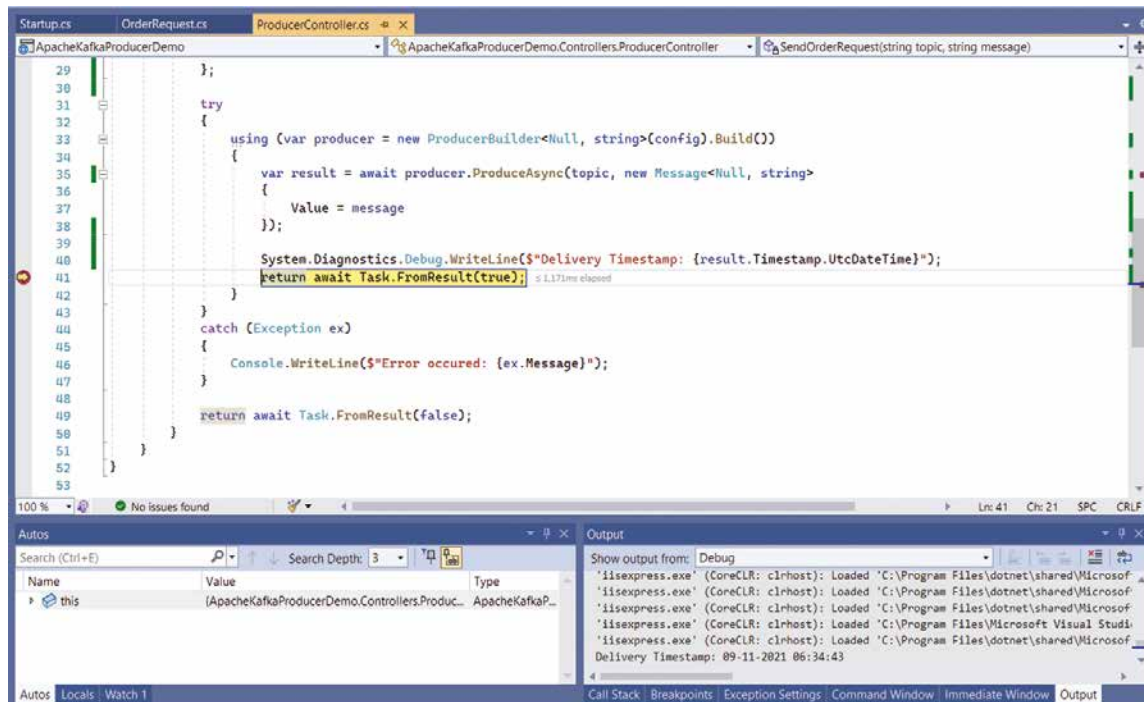 Startup.cs OrderRequest.cs ProducerController.cs
ApacheKafkaProducerDemo ApacheKafkaProducerDemo.Controllers.ProducerController SendOrderRequest(string topic, string message)
29 };
30
31 try
32 {
33 using (var producer = new ProducerBuilder<Null, string>(config).Build())
34 {
35 var result = await producer.ProduceAsync(topic, new Message<Null, string>
36 {
37 Value = message
38 });
39
40 System.Diagnostics.Debug.WriteLine($"Delivery Timestamp: {result.Timestamp.UtcDateTime}");
41 return await Task.FromResult(true); ≤ 1,171ms elapsed
42 }
43 }
44 catch (Exception ex)
45 {
46 Console.WriteLine($"Error occured: {ex.Message}");
47 }
48
49 return await Task.FromResult(false);
50 }
51 }
52 }
53
100 % No issues found Ln: 41 Ch: 21 SPC CRLF
Autos
Search (Ctrl+E) Search Depth: 3
Name Value Type
this {ApacheKafkaProducerDemo.Controllers.Produc... ApacheKafkaP...
Autos Locals Watch 1
Output
Show output from: Debug
'iisexpress.exe' (CoreCLR: clrhost): Loaded 'C:\Program Files\dotnet\shared\Microsof
'iisexpress.exe' (CoreCLR: clrhost): Loaded 'C:\Program Files\dotnet\shared\Microsof
'iisexpress.exe' (CoreCLR: clrhost): Loaded 'C:\Program Files\dotnet\shared\Microsof
'iisexpress.exe' (CoreCLR: clrhost): Loaded 'C:\Program Files\Microsoft Visual Studi
'iisexpress.exe' (CoreCLR: clrhost): Loaded 'C:\Program Files\dotnet\shared\Microsof
Delivery Timestamp: 09-11-2021 06:34:43
Call Stack Breakpoints Exception Settings Command Window Immediate Window Output